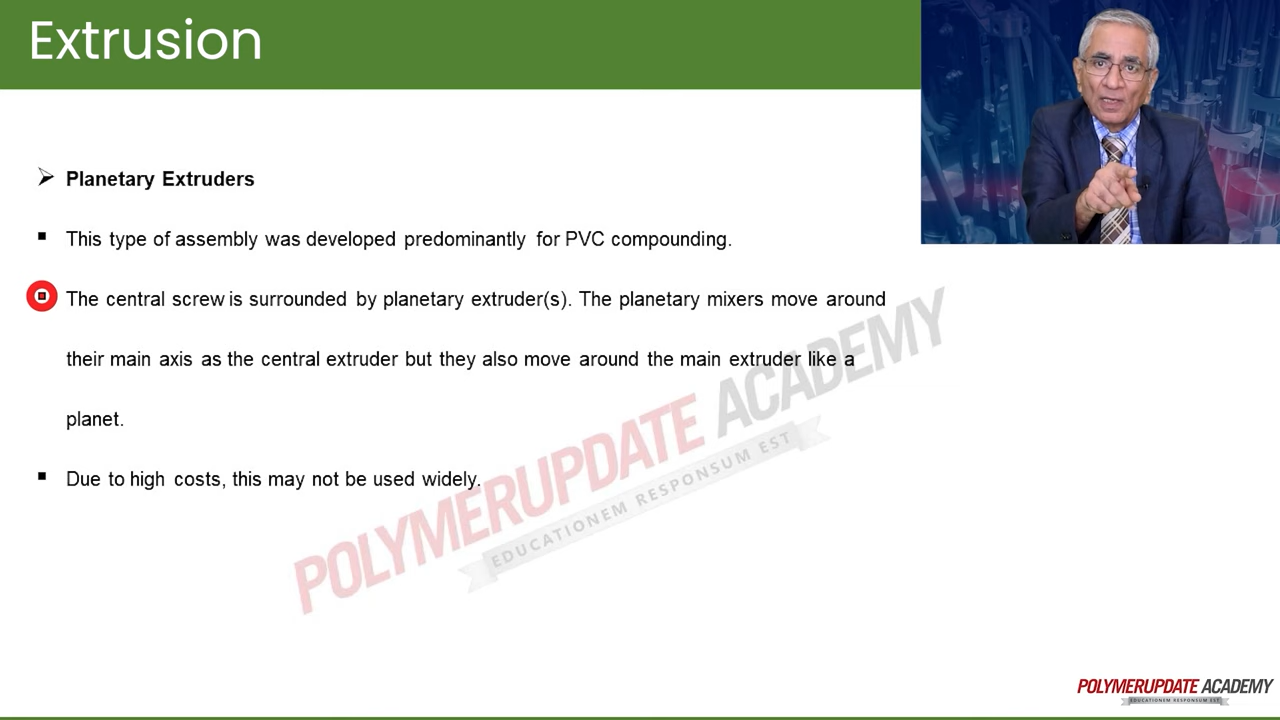 Extrusion
Planetary Extruders
This type of assembly was developed predominantly for PVC compounding.
The central screw is surrounded by planetary extruder(s). The planetary mixers move around
their main axis as the central extruder but they also move around the main extruder like a
planet.
Due to high costs, this may not be used widely.
POLYMERUPDATE ACADEMY
EDUCATIONEM RESPONSUM EST
POLYMERUPDATE ACADEMY
EDUCATIONEM RESPONSUM EST